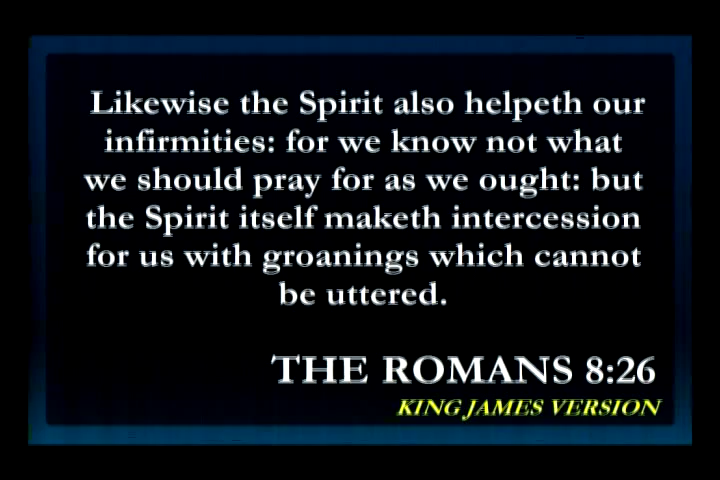 Likewise the Spirit also helpeth our
infirmities: for we know not what
we should pray for as we ought: but
the Spirit itself maketh intercession
for us with groanings which cannot
be uttered.
THE ROMANS 8:26
KING JAMES VERSION